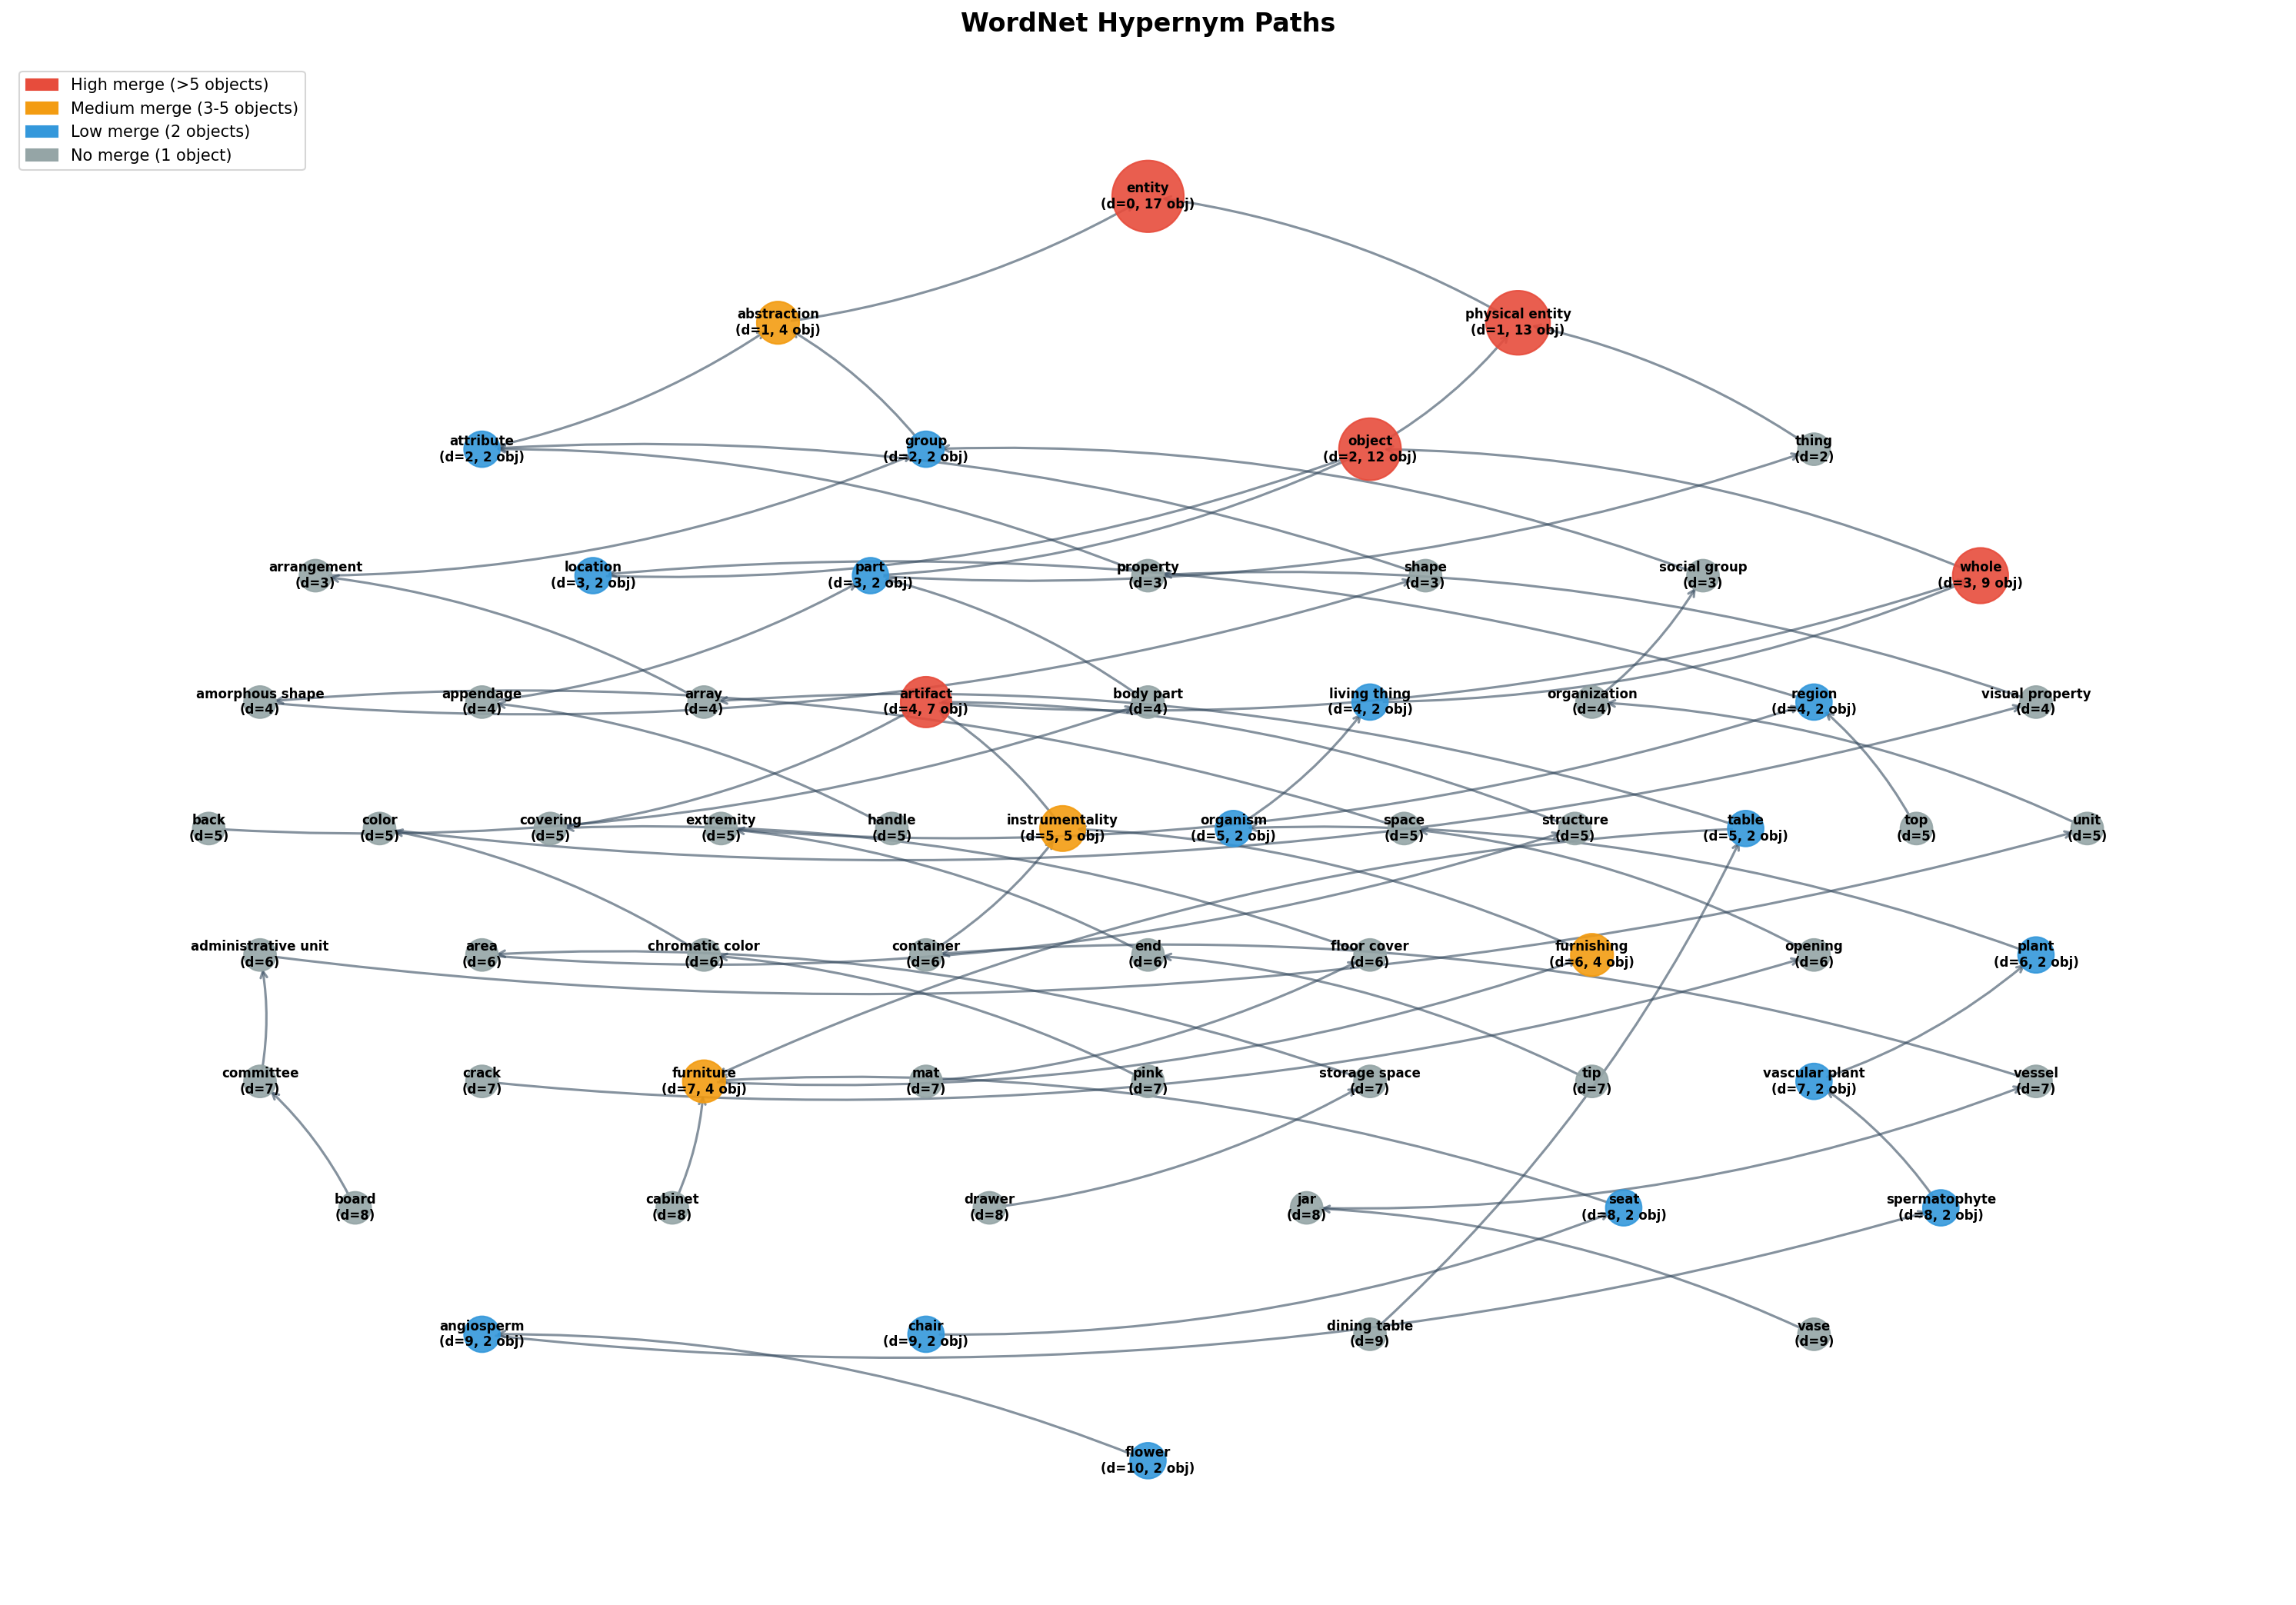 WordNet Hypernym Paths
High merge (>5 objects)
Medium merge (3-5 objects)
Low merge (2 objects)
No merge (1 object)
entity
(d=0, 17 obj)
abstraction
(d=1, 4 obj)
physical entity
(d=1, 13 obj)
attribute
(d=2, 2 obj)
group
(d=2, 2 obj)
object
(d=2, 12 obj)
thing
(d=2)
arrangement
(d=3)
location
(d=3, 2 obj)
part
(d=3, 2 obj)
property
(d=3)
shape
(d=3)
social group
(d=3)
whole
(d=3, 9 obj)
amorphous shape
(d=4)
appendage
(d=4)
array
(d=4)
artifact
(d=4, 7 obj)
body part
(d=4)
living thing
(d=4, 2 obj)
organization
(d=4)
region
(d=4, 2 obj)
visual property
(d=4)
back
(d=5)
color
(d=5)
covering
(d=5)
extremity
(d=5)
handle
(d=5)
instrumentality
(d=5, 5 obj)
organism
(d=5, 2 obj)
space
(d=5)
structure
(d=5)
table
(d=5, 2 obj)
top
(d=5)
unit
(d=5)
administrative unit
(d=6)
area
(d=6)
chromatic color
(d=6)
container
(d=6)
end
(d=6)
floor cover
(d=6)
furnishing
(d=6, 4 obj)
opening
(d=6)
plant
(d=6, 2 obj)
committee
(d=7)
crack
(d=7)
furniture
(d=7, 4 obj)
mat
(d=7)
pink
(d=7)
storage space
(d=7)
tip
(d=7)
vascular plant
(d=7, 2 obj)
vessel
(d=7)
board
(d=8)
cabinet
(d=8)
drawer
(d=8)
jar
(d=8)
seat
(d=8, 2 obj)
spermatophyte
(d=8, 2 obj)
angiosperm
(d=9, 2 obj)
chair
(d=9, 2 obj)
dining table
(d=9)
vase
(d=9)
flower
(d=10, 2 obj)